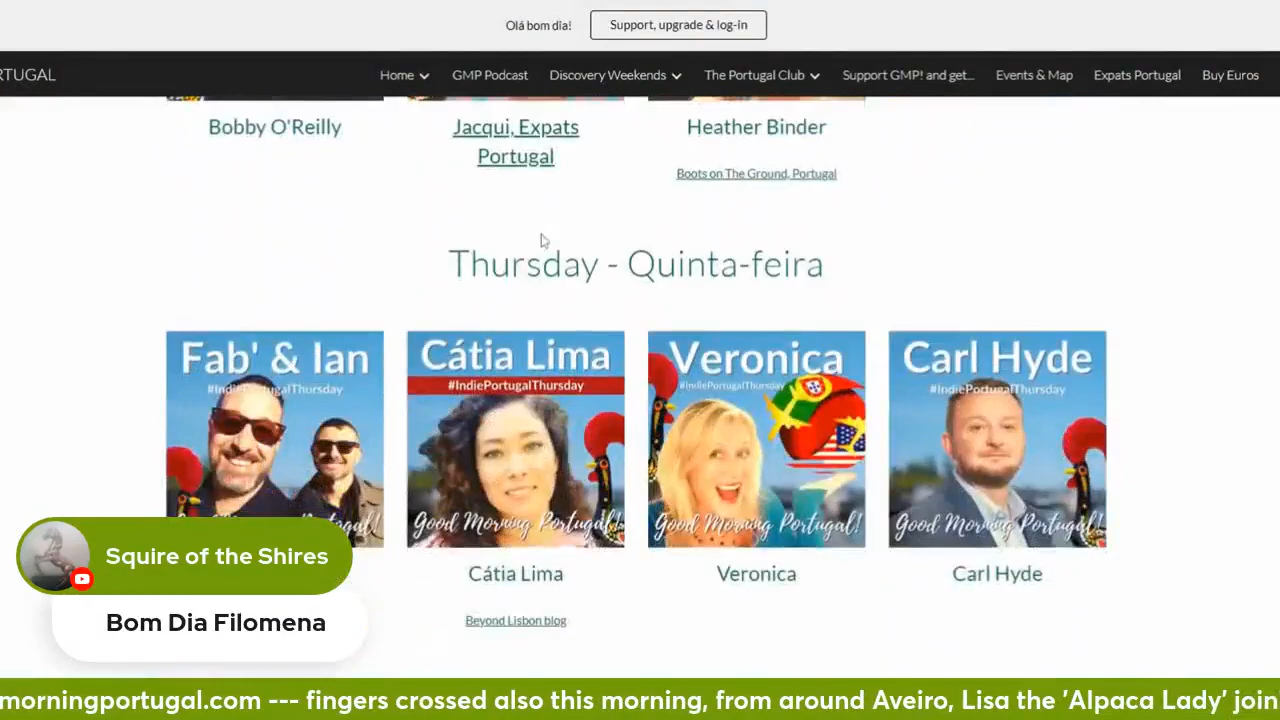 Olá bom dia!
Support, upgrade & log-in
RTUGAL
Home
GMP Podcast
Discovery Weekends
The Portugal Club
Support GMP! and get...
Events & Map
Expats Portugal
Buy Euros
Bobby O'Reilly
Jacqui, Expats
Portugal
Heather Binder
Boots on The Ground, Portugal
Thursday - Quinta-feira
Fab' & Ian
#IndiePortugalThursday
Cátia Lima
#IndiePortugalThursday
Good Morning Portugal!
Veronica
#IndiePortugalThursday
Good Morning Portugal!
Carl Hyde
#IndiePortugalThursday
Good Morning Portugal!
Cátia Lima
Veronica
Carl Hyde
Beyond Lisbon blog
Squire of the Shires
Bom Dia Filomena
morningportugal.com --- fingers crossed also this morning, from around Aveiro, Lisa the 'Alpaca Lady' join